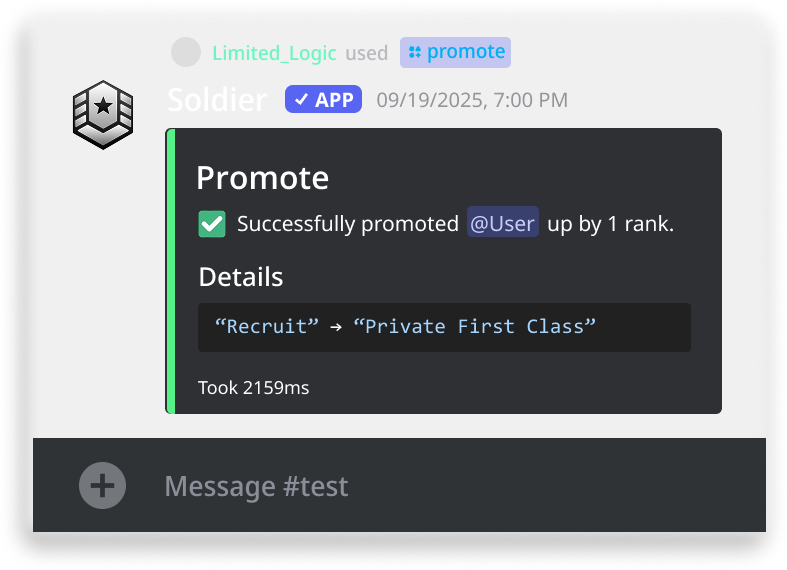 Limited_Logic used promote
Soldier APP 09/19/2025, 7:00 PM
Promote
Successfully promoted @User up by 1 rank.
Details
“Recruit” → “Private First Class”
Took 2159ms
Message #test